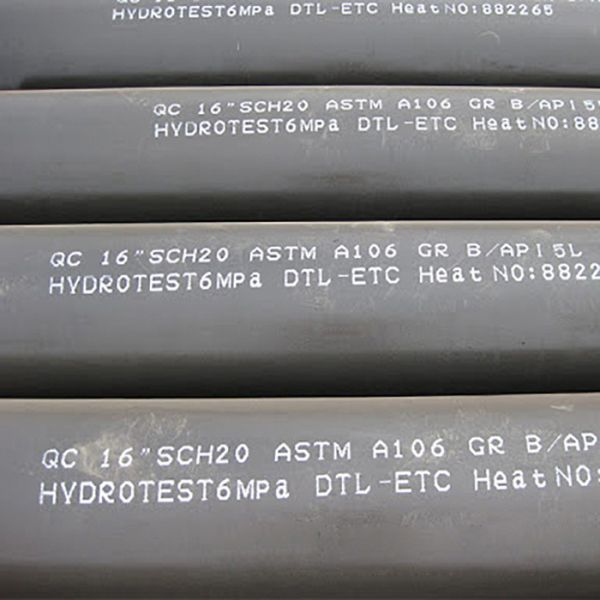 HYDROTEST6MPa DTL-ETC HeatNO:882265
QC 16"SCH20 ASTM A106 GR B/API5
HYDROTEST6MPa DTL-ETC HeatNO:88
QC 16"SCH20 ASTM A106 GR B/API5L
HYDROTEST6MPa DTL-ETC HeatNO:8822
QC 16"SCH20 ASTM A106 GR B/AP
HYDROTEST6MPa DTL-ETC HeatNO: